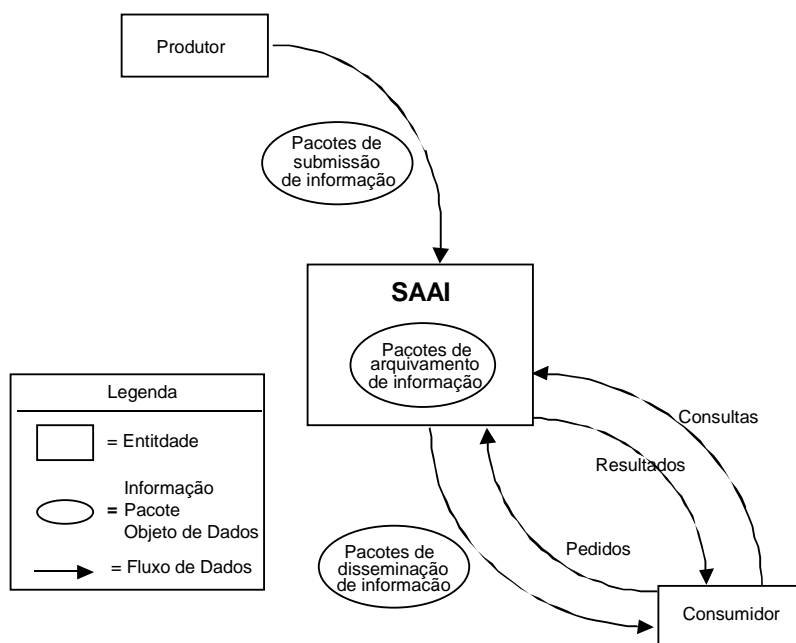 Produtor
Pacotes de
submissão
de informação
SAAI
Pacotes de
arquivamento
de informação
Legenda
= Entitdade
Informação
= Pacote
Objeto de Dados
= Fluxo de Dados
Consultas
Resultados
Pedidos
Pacotes de
disseminação
de informacão
Consumidor